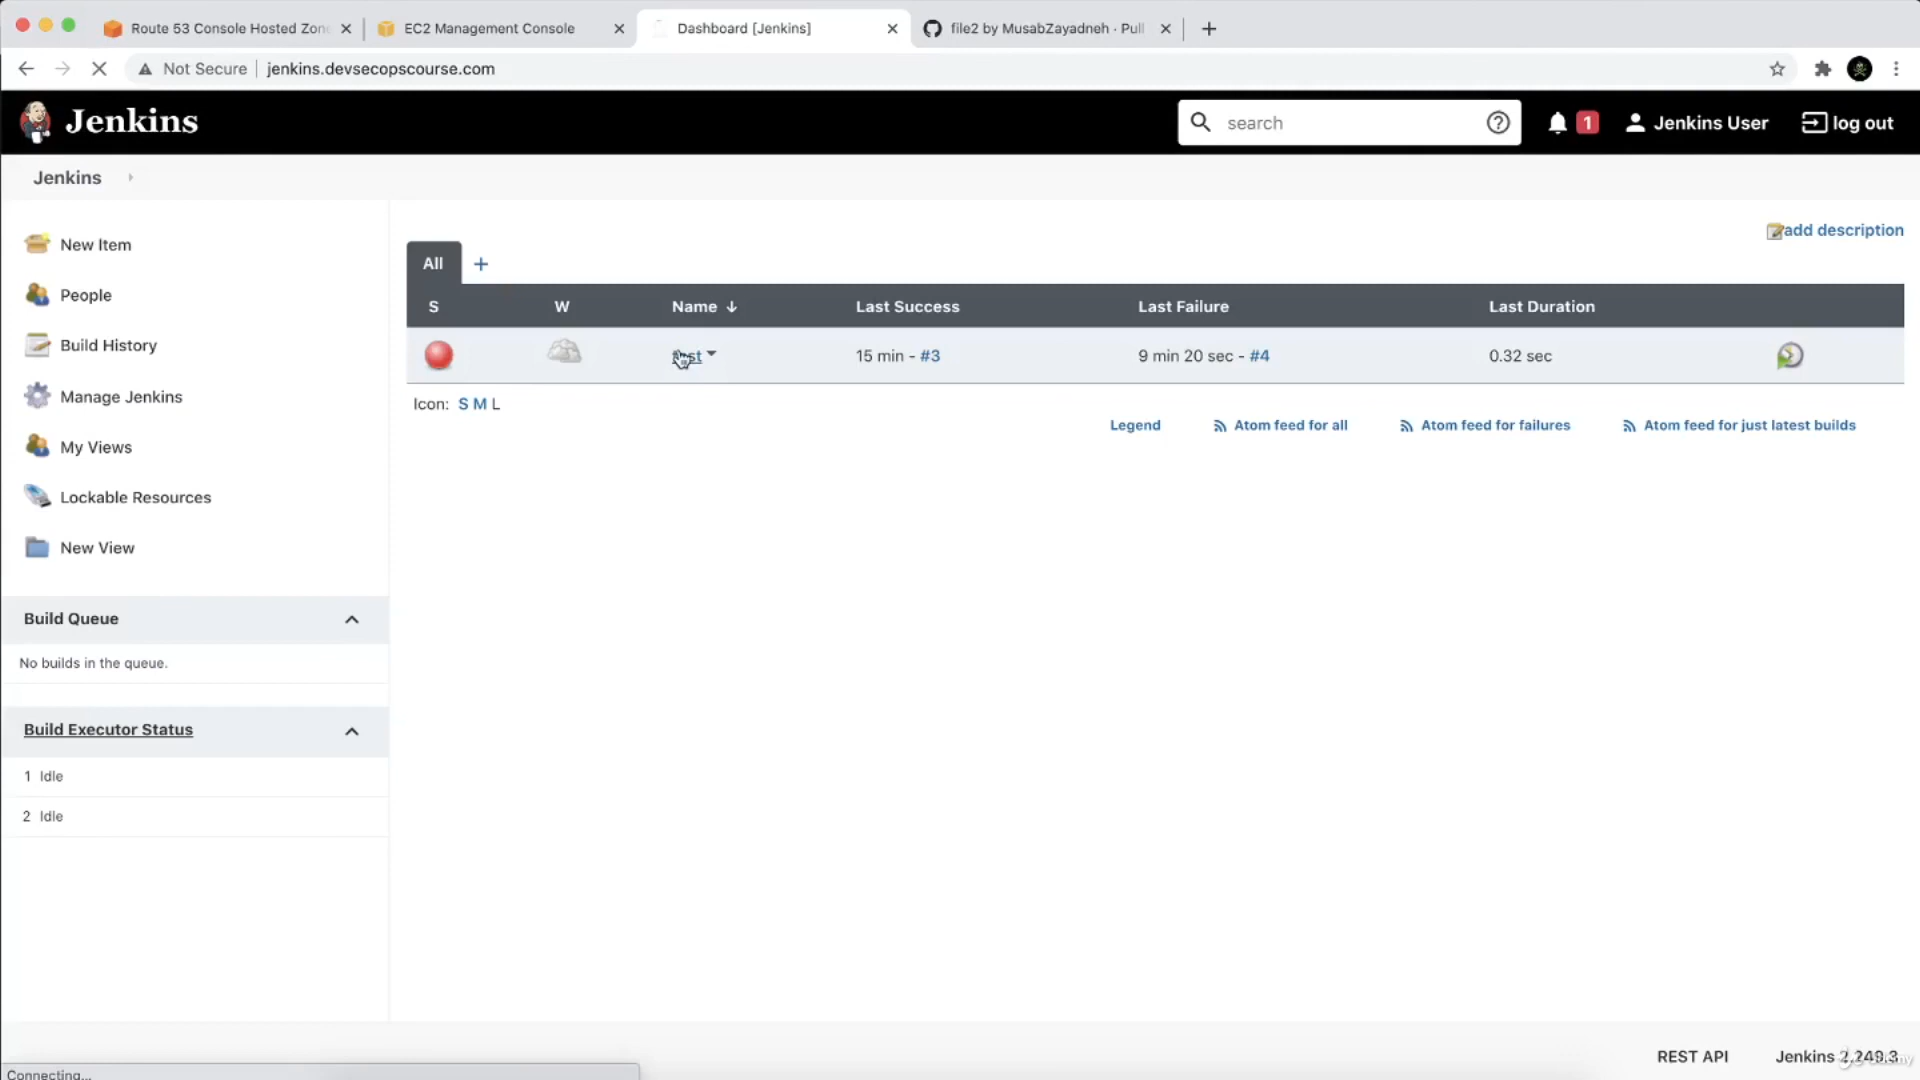 Route 53 Console Hosted Zon
EC2 Management Console
Dashboard [Jenkins]
file2 by MusabZayadneh · Pull
Not Secure
jenkins.devsecopscourse.com
Jenkins
search
1
Jenkins User
log out
Jenkins
New Item
People
Build History
Manage Jenkins
My Views
Lockable Resources
New View
Build Queue
No builds in the queue.
Build Executor Status
1 Idle
2 Idle
add description
All +
S W Name ↓ Last Success Last Failure Last Duration
15 min - #3 9 min 20 sec - #4 0.32 sec
Icon: S M L
Legend Atom feed for all Atom feed for failures Atom feed for just latest builds
REST API Jenkins 2.249.3
Connecting...